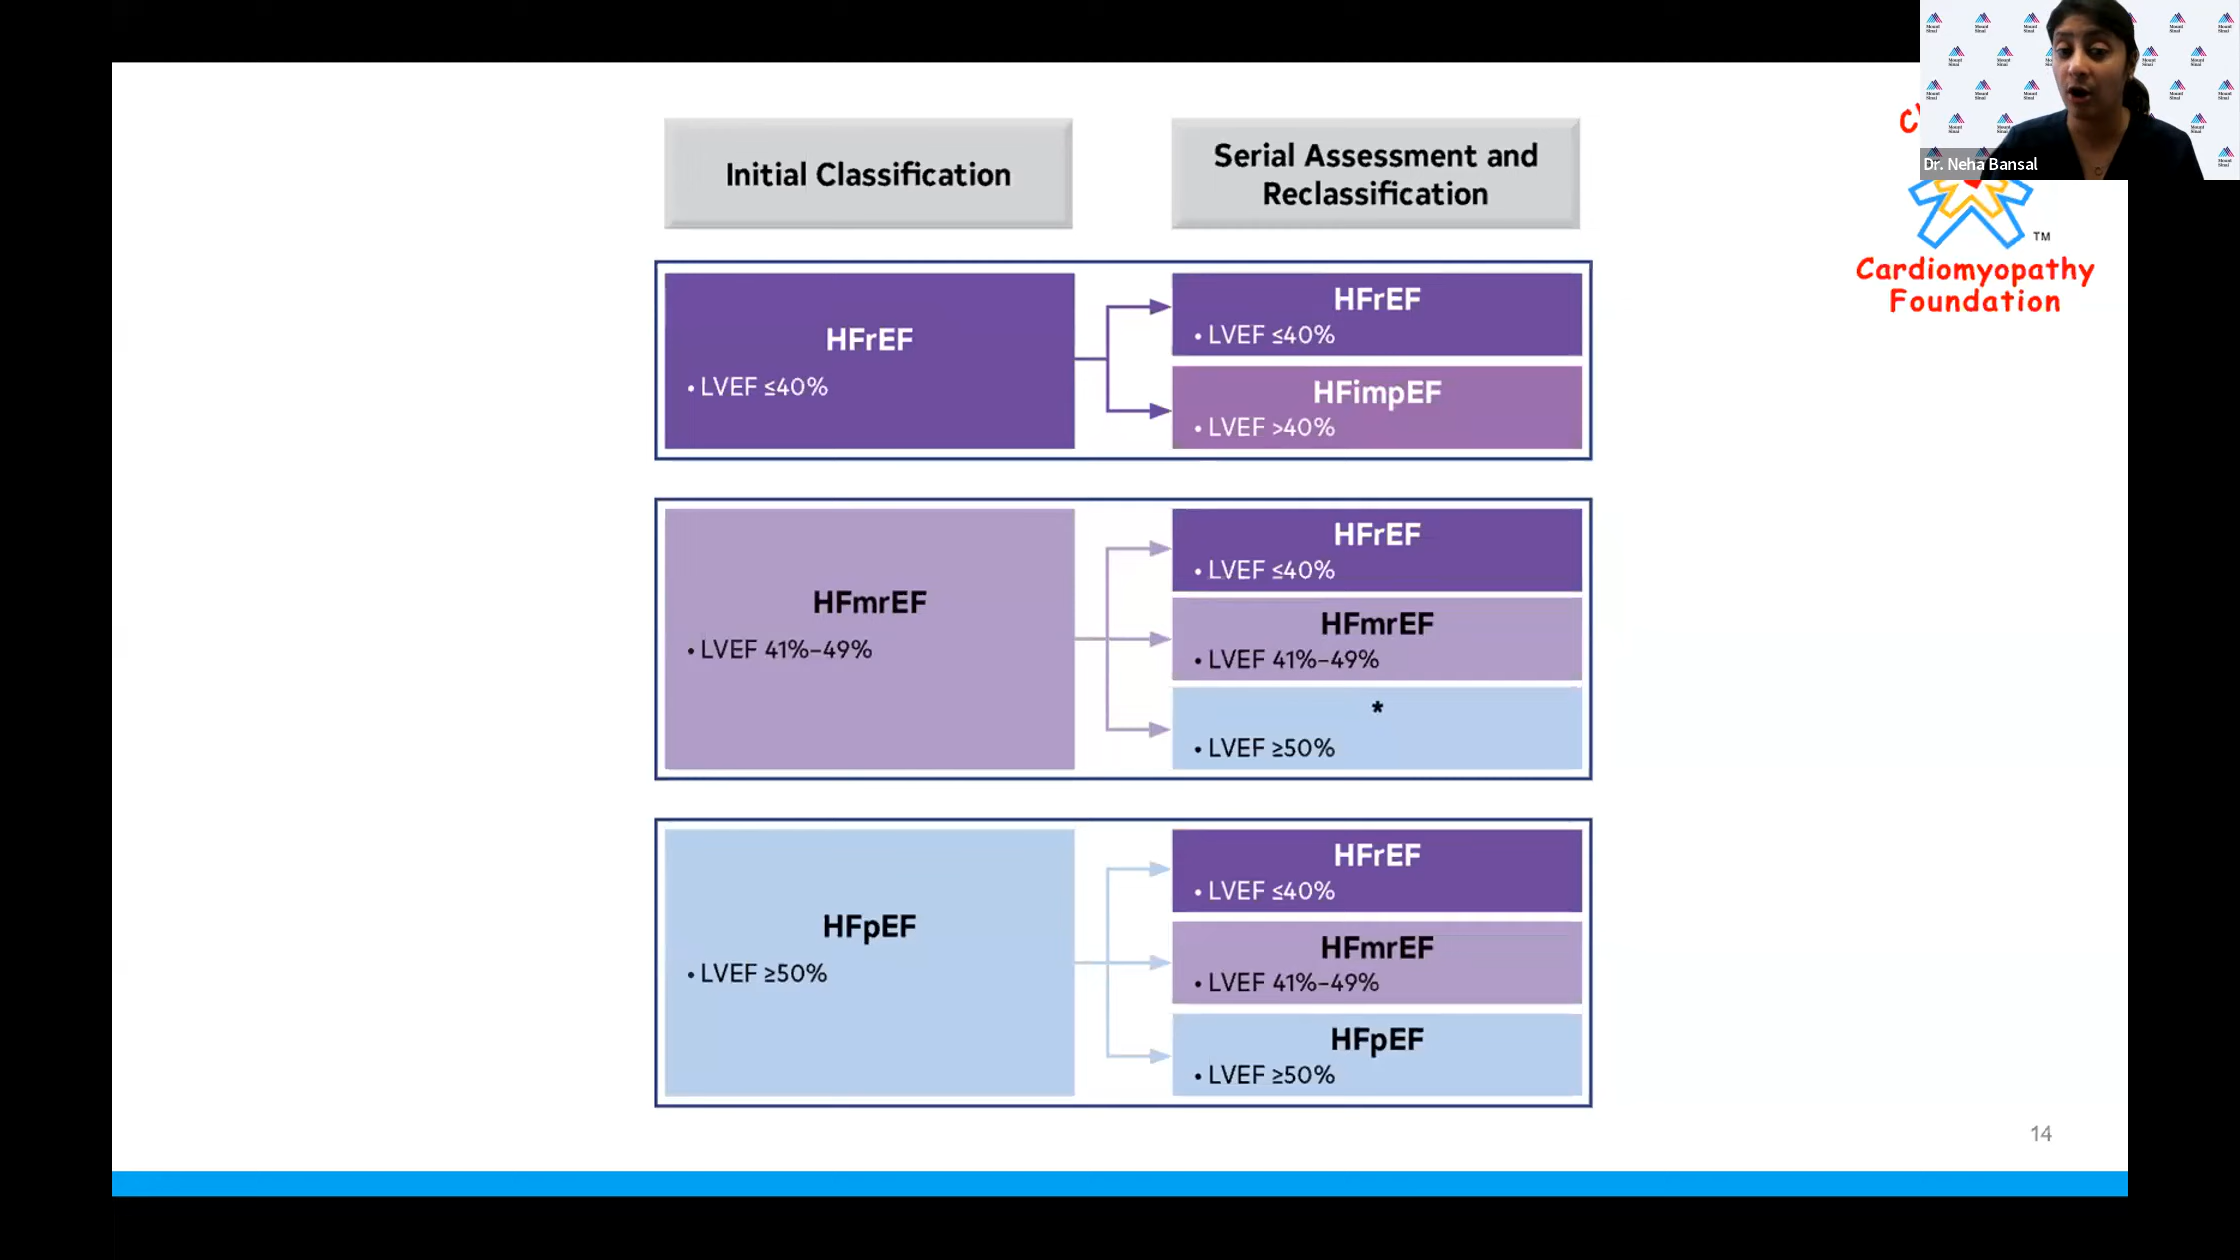 Initial Classification
Serial Assessment and
Reclassification
HFrEF
• LVEF ≤40%
HFrEF
• LVEF ≤40%
HFimpEF
• LVEF >40%
HFmrEF
• LVEF 41%–49%
HFrEF
• LVEF ≤40%
HFmrEF
• LVEF 41%–49%
*
• LVEF ≥50%
HFpEF
• LVEF ≥50%
HFrEF
• LVEF ≤40%
HFmrEF
• LVEF 41%–49%
HFpEF
• LVEF ≥50%
Dr. Neha Bansal
TM
Cardiomyopathy
Foundation
14